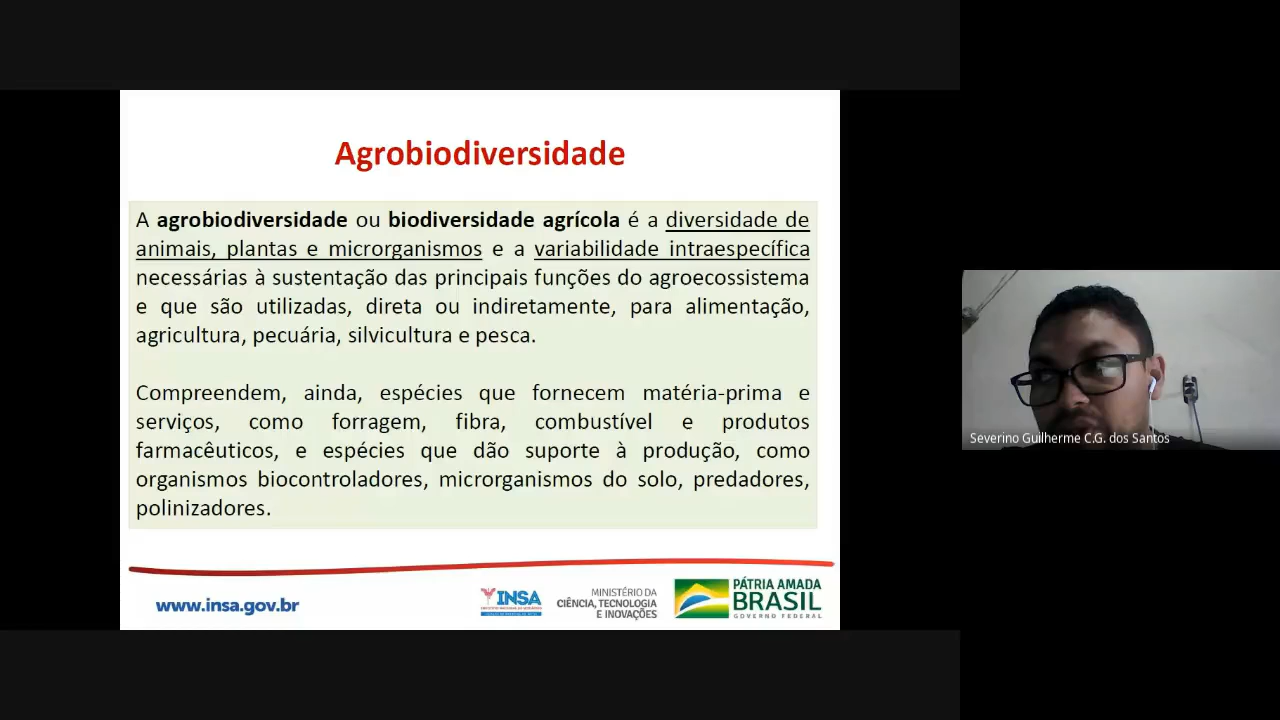 Agrobiodiversidade
A agrobiodiversidade ou biodiversidade agrícola é a diversidade de
animais, plantas e microrganismos e a variabilidade intraespecífica
necessárias à sustentação das principais funções do agroecossistema
e que são utilizadas, direta ou indiretamente, para alimentação,
agricultura, pecuária, silvicultura e pesca.
Compreendem, ainda, espécies que fornecem matéria-prima e
serviços, como forragem, fibra, combustível e produtos
farmacêuticos, e espécies que dão suporte à produção, como
organismos biocontroladores, microrganismos do solo, predadores,
polinizadores.
www.insa.gov.br
INSA
MINISTÉRIO DA
CIÊNCIA, TECNOLOGIA
E INOVAÇÕES
PÁTRIA AMADA
BRASIL
GOVERNO FEDERAL
Severino Guilherme C.G. dos Santos